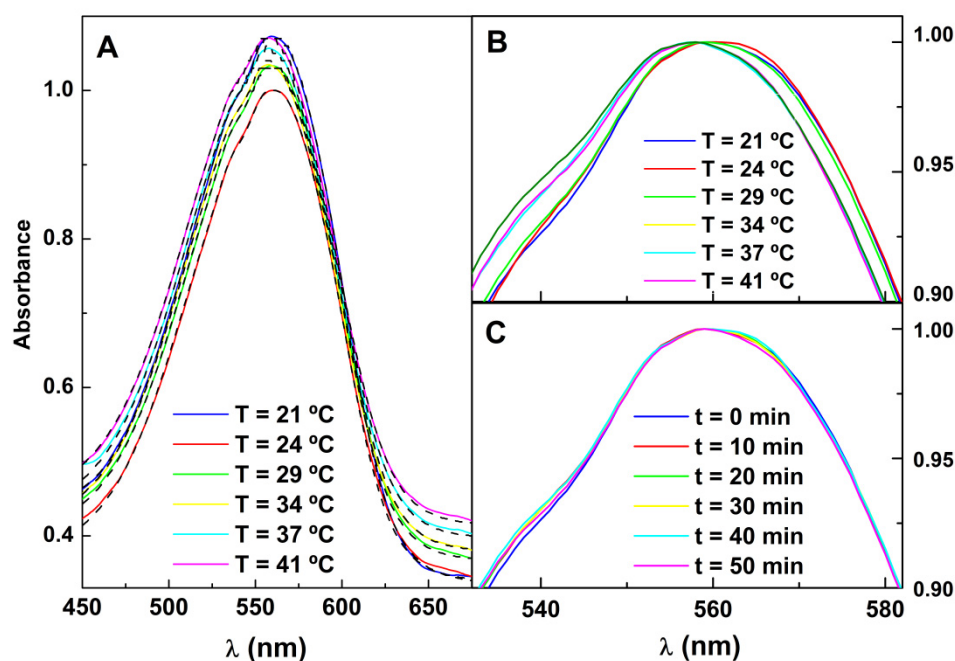 A
Absorbance
1.0
0.8
0.6
0.4
T = 21 ºC
T = 24 ºC
T = 29 ºC
T = 34 ºC
T = 37 ºC
T = 41 ºC
450 500 550 600 650
λ (nm)
B
1.00
0.95
0.90
T = 21 ºC
T = 24 ºC
T = 29 ºC
T = 34 ºC
T = 37 ºC
T = 41 ºC
C
1.00
0.95
0.90
t = 0 min
t = 10 min
t = 20 min
t = 30 min
t = 40 min
t = 50 min
540 560 580
λ (nm)